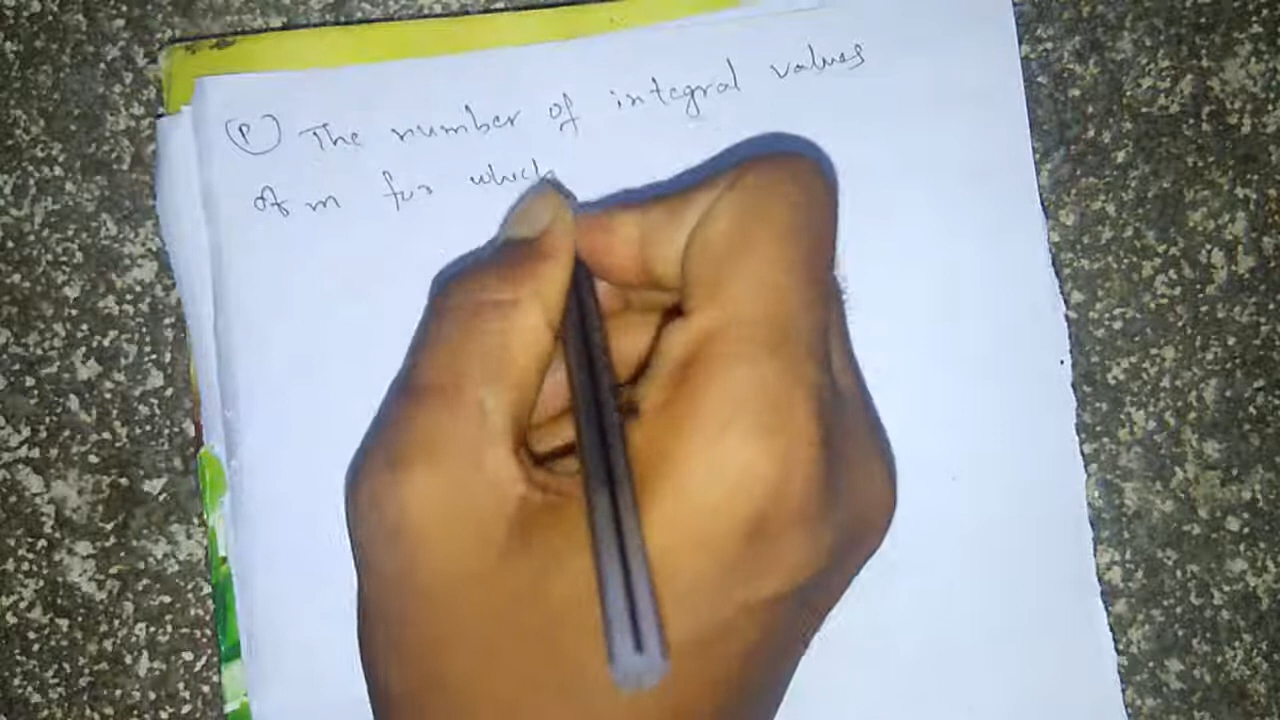 (P) The number of integral values
of m for which